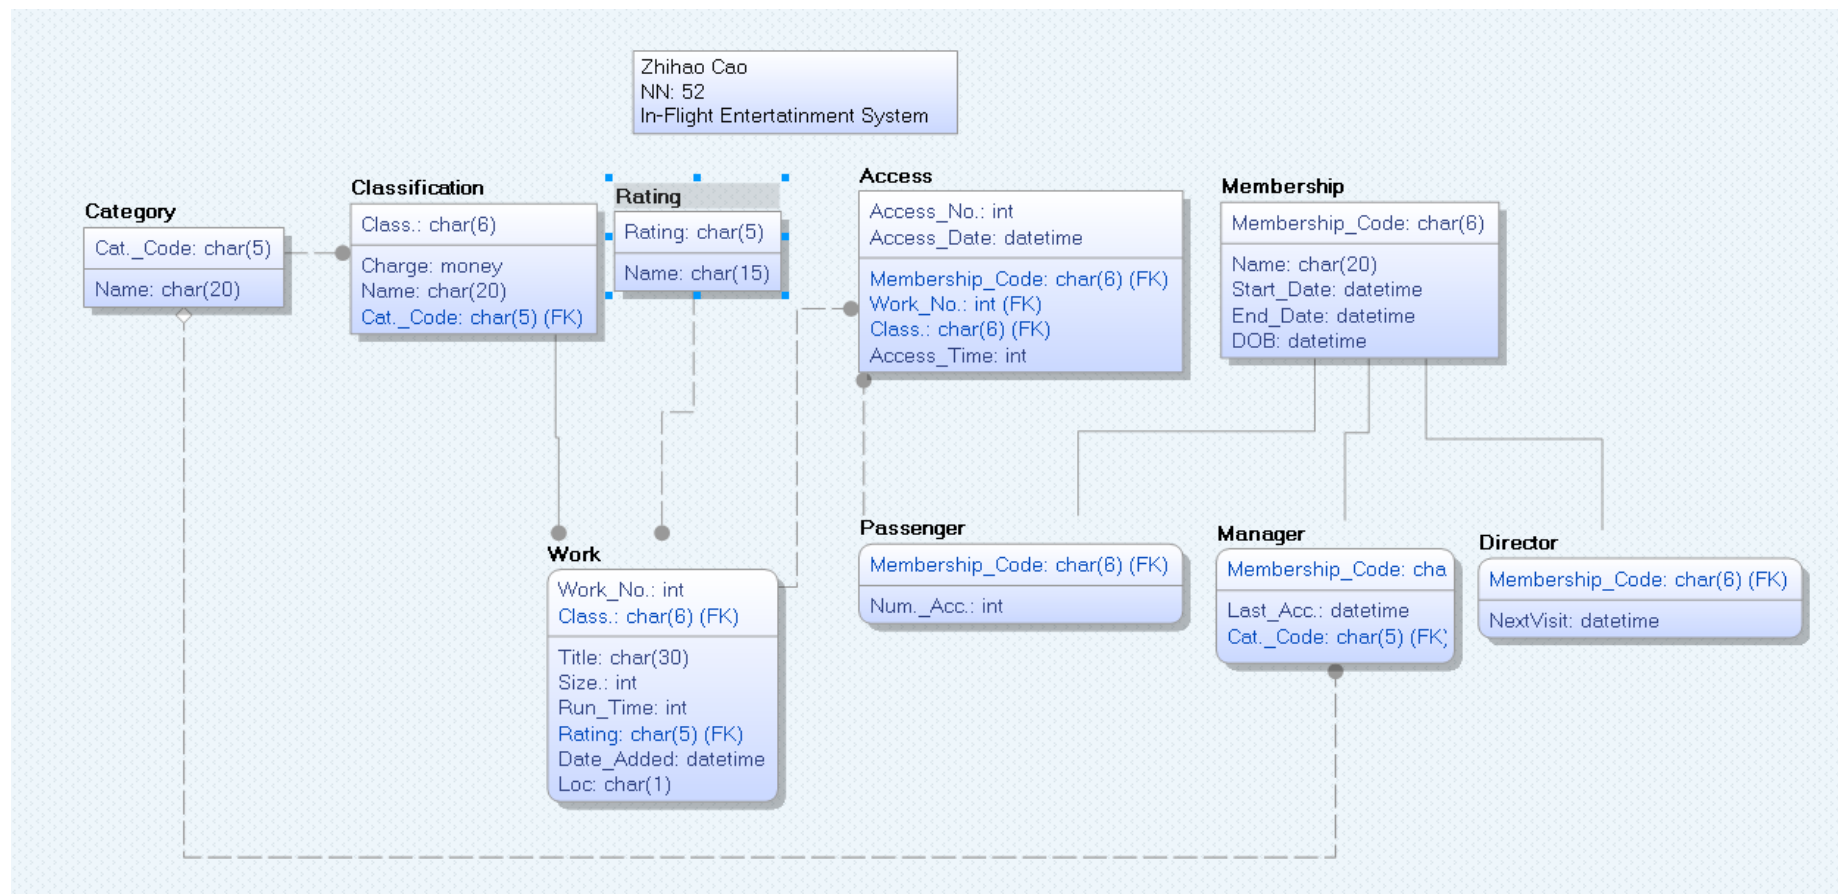 Zhihao Cao
NN: 52
In-Flight Entertatinment System
Category
Cat._Code: char(5)
Name: char(20)
Classification
Class.: char(6)
Charge: money
Name: char(20)
Cat._Code: char(5) (FK)
Rating
Rating: char(5)
Name: char(15)
Access
Access_No.: int
Access_Date: datetime
Membership_Code: char(6) (FK)
Work_No.: int (FK)
Class.: char(6) (FK)
Access_Time: int
Membership
Membership_Code: char(6)
Name: char(20)
Start_Date: datetime
End_Date: datetime
DOB: datetime
Work
Work_No.: int
Class.: char(6) (FK)
Title: char(30)
Size.: int
Run_Time: int
Rating: char(5) (FK)
Date_Added: datetime
Loc: char(1)
Passenger
Membership_Code: char(6) (FK)
Num._Acc.: int
Manager
Membership_Code: cha
Last_Acc.: datetime
Cat._Code: char(5) (FK)
Director
Membership_Code: char(6) (FK)
NextVisit: datetime